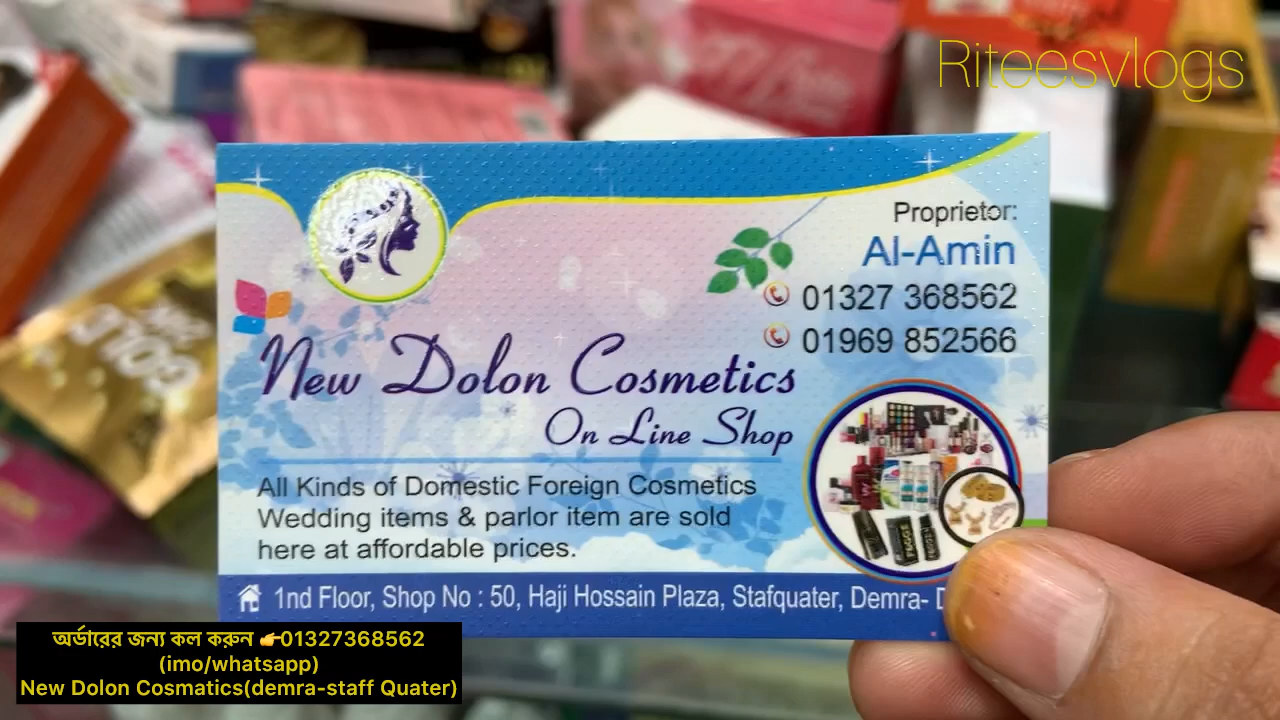 Riteesvlogs
Proprietor:
Al-Amin
01327 368562
01969 852566
New Dolon Cosmetics
On Line Shop
All Kinds of Domestic Foreign Cosmetics
Wedding items & parlor item are sold
here at affordable prices.
1nd Floor, Shop No : 50, Haji Hossain Plaza, Stafquater, Demra-
GOLD
24K
অর্ডারের জন্য কল করুন 👉01327368562
(imo/whatsapp)
New Dolon Cosmatics(demra-staff Quater)